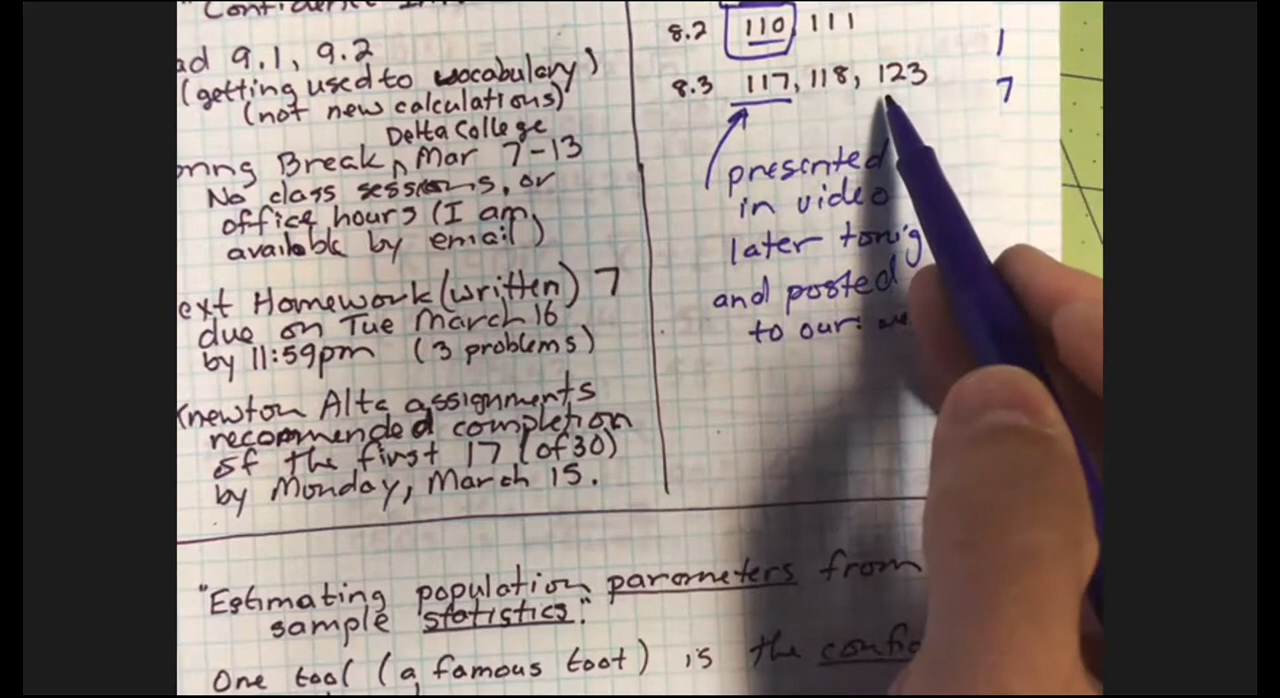 "Confidence In
ad 9.1, 9.2
(getting used to vocabulary)
(not new calculations)
Delta College
Break Mar 7-13
No class sessions, or
office hours (I am
available by email)
ext Homework (written) 7
due on Tue March 16
by 11:59pm (3 problems)
Knewton Alta assignments
recommended completion
of the first 17 (of 30)
by Monday, March 15.
8.2 110 111
1
8.3 117, 118, 123
7
presented
in video
later tonig
and posted
to our
"Estimating population parameters from
sample statistics."
One tool (a famous tool) is the confid